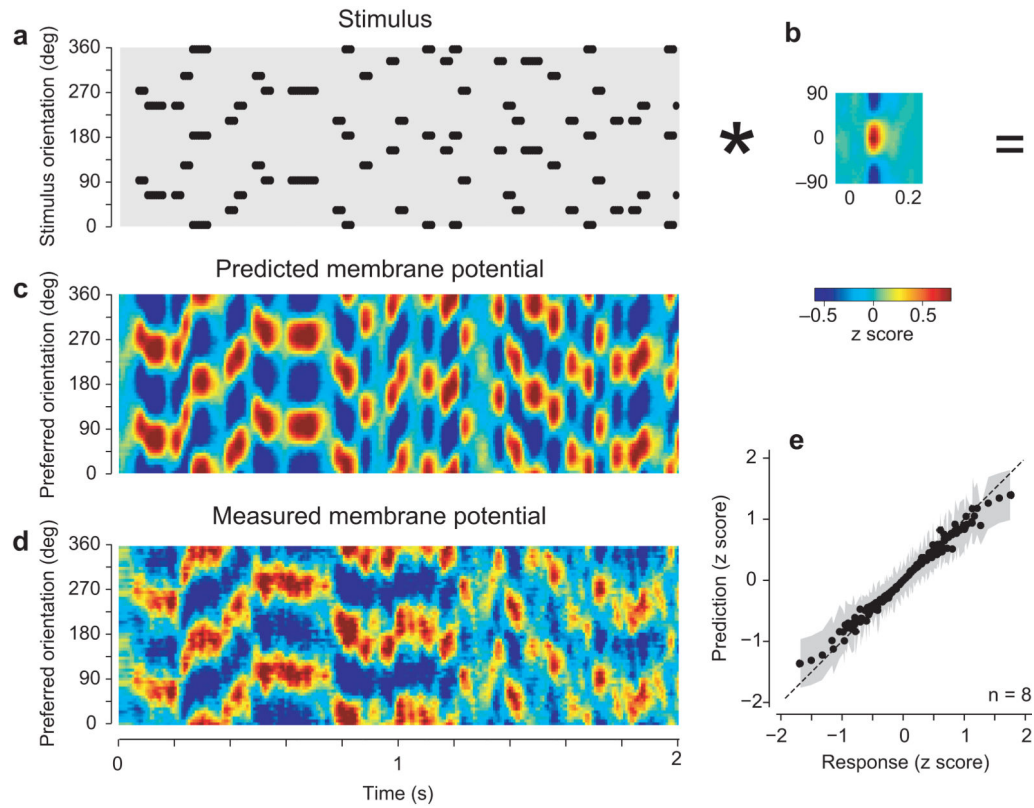 a
Stimulus
Stimulus orientation (deg)
360
270
180
90
0
*
b
90
0
−90
0
0.2
=
c
Predicted membrane potential
Preferred orientation (deg)
360
270
180
90
0
−0.5
0
0.5
z score
d
Measured membrane potential
Preferred orientation (deg)
360
270
180
90
0
0
1
2
Time (s)
e
Prediction (z score)
2
1
0
−1
−2
n = 8
−2
−1
0
1
2
Response (z score)